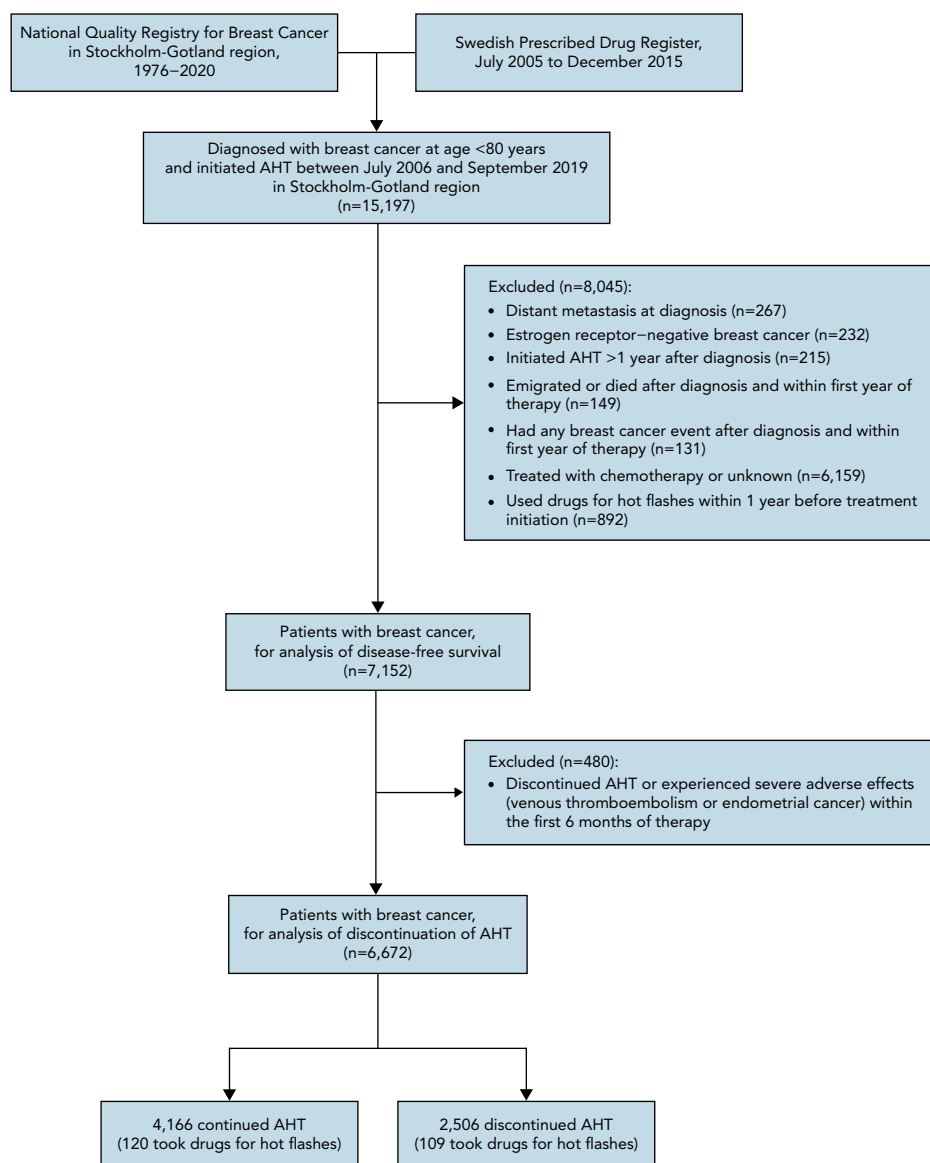 National Quality Registry for Breast Cancer
in Stockholm-Gotland region,
1976–2020
Swedish Prescribed Drug Register,
July 2005 to December 2015
Diagnosed with breast cancer at age <80 years
and initiated AHT between July 2006 and September 2019
in Stockholm-Gotland region
(n=15,197)
Excluded (n=8,045):
• Distant metastasis at diagnosis (n=267)
• Estrogen receptor–negative breast cancer (n=232)
• Initiated AHT >1 year after diagnosis (n=215)
• Emigrated or died after diagnosis and within first year of
therapy (n=149)
• Had any breast cancer event after diagnosis and within
first year of therapy (n=131)
• Treated with chemotherapy or unknown (n=6,159)
• Used drugs for hot flashes within 1 year before treatment
initiation (n=892)
Patients with breast cancer,
for analysis of disease-free survival
(n=7,152)
Excluded (n=480):
• Discontinued AHT or experienced severe adverse effects
(venous thromboembolism or endometrial cancer) within
the first 6 months of therapy
Patients with breast cancer,
for analysis of discontinuation of AHT
(n=6,672)
4,166 continued AHT
(120 took drugs for hot flashes)
2,506 discontinued AHT
(109 took drugs for hot flashes)